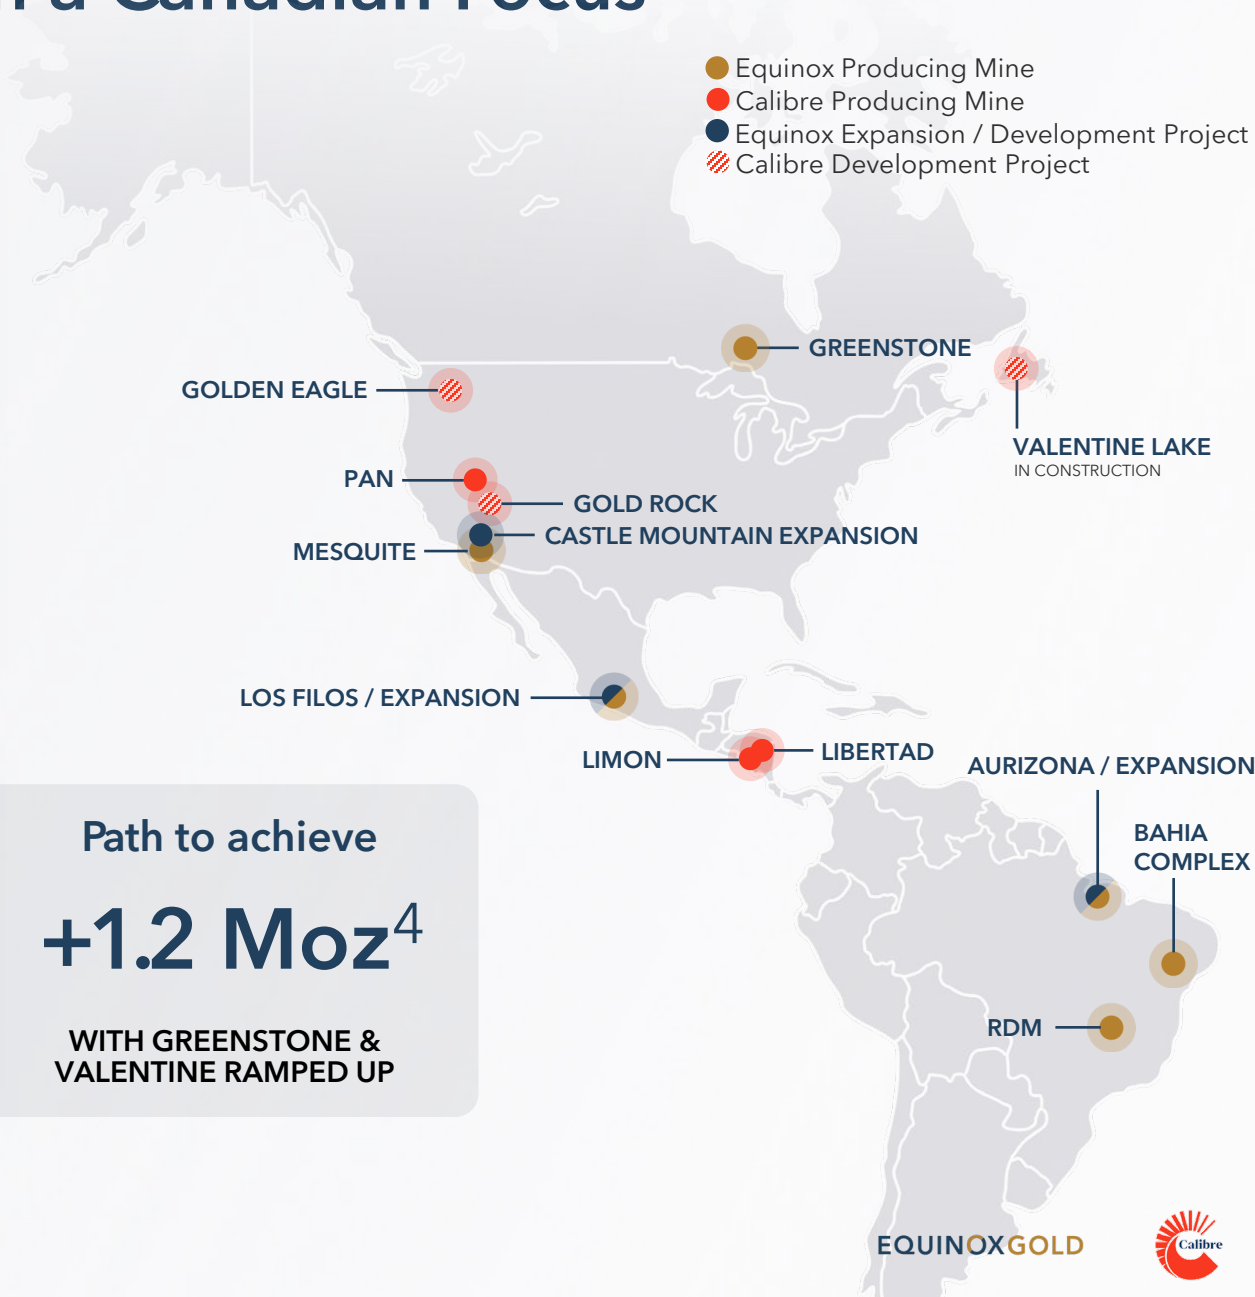 a Canadian Focus
Equinox Producing Mine
Calibre Producing Mine
Equinox Expansion / Development Project
Calibre Development Project
GREENSTONE
GOLDEN EAGLE
VALENTINE LAKE
IN CONSTRUCTION
PAN
GOLD ROCK
CASTLE MOUNTAIN EXPANSION
MESQUITE
LOS FILOS / EXPANSION
LIMON
LIBERTAD
AURIZONA / EXPANSION
BAHIA
COMPLEX
RDM
Path to achieve
+1.2 Moz4
WITH GREENSTONE &
VALENTINE RAMPED UP
EQUINOXGOLD
Calibre